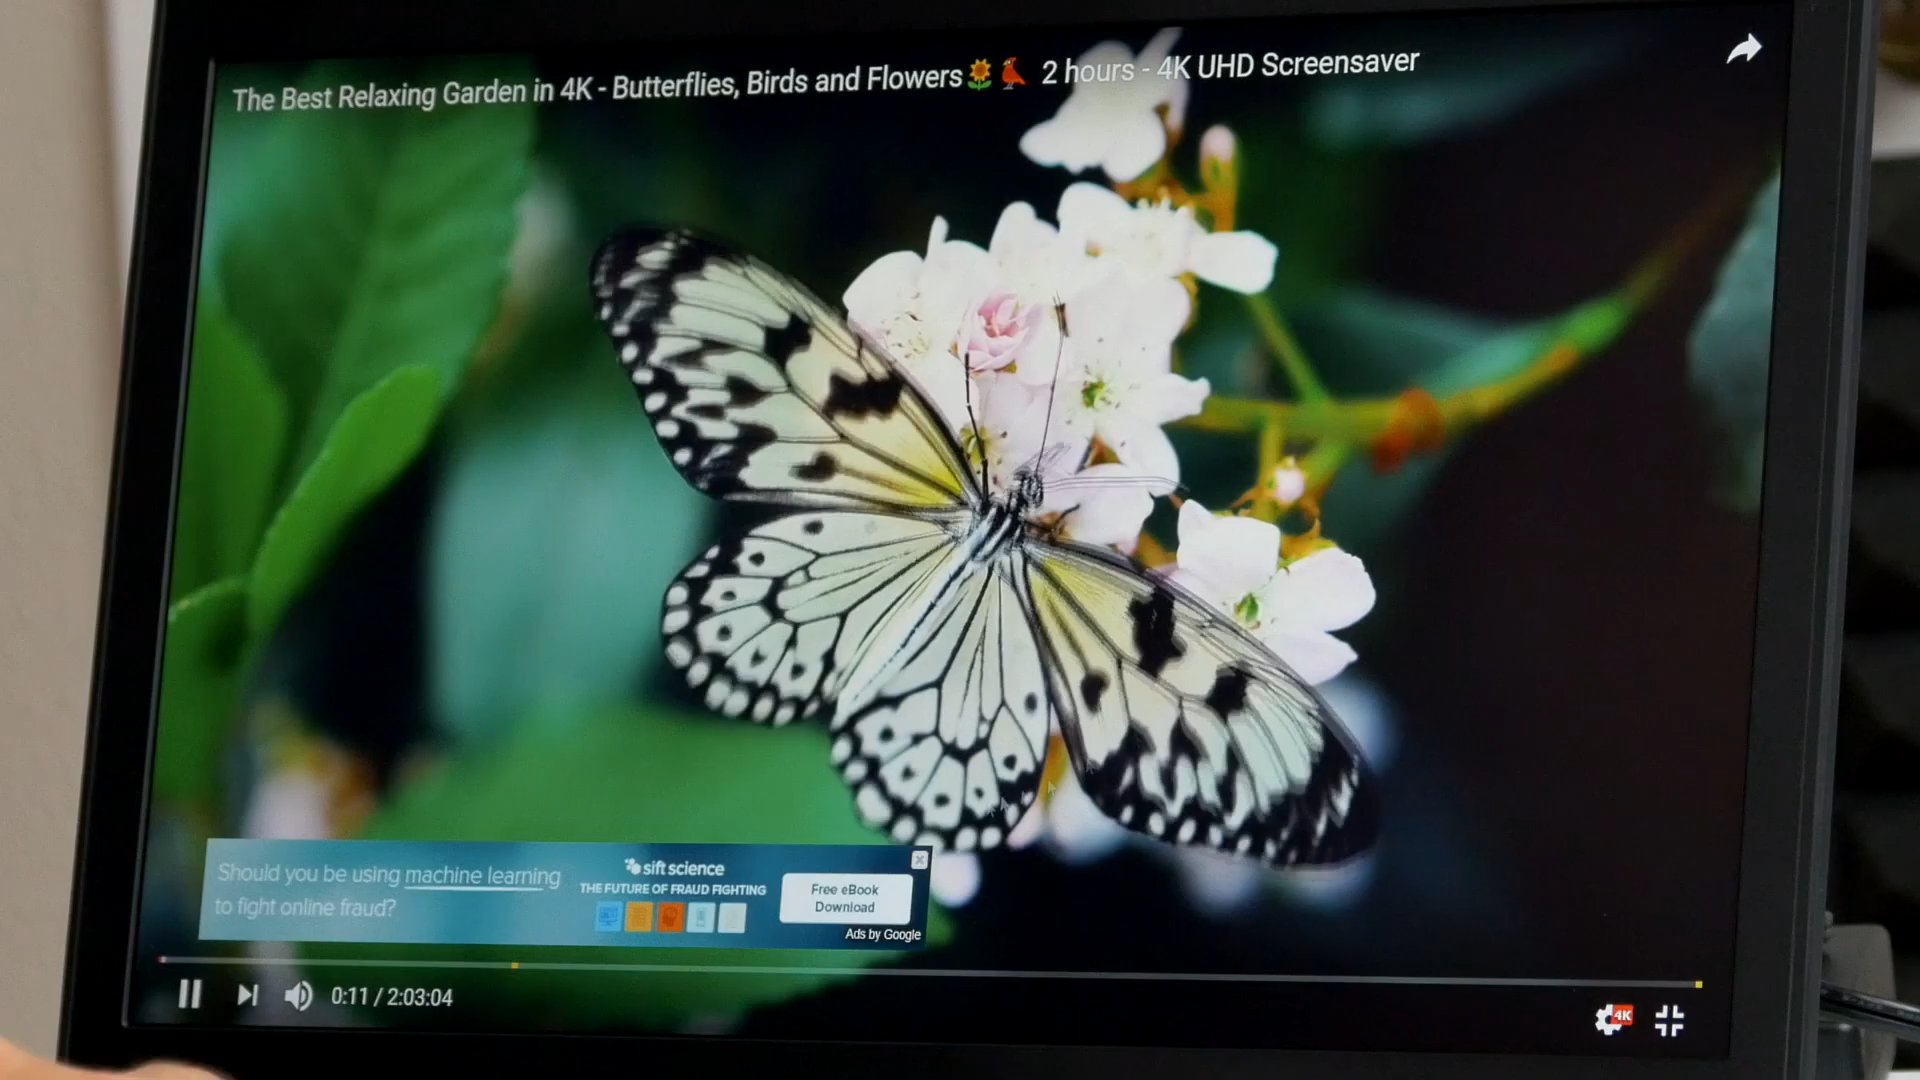 The Best Relaxing Garden in 4K - Butterflies, Birds and Flowers🌻🐦 2 hours - 4K UHD Screensaver
Should you be using machine learning
to fight online fraud?
sift science
THE FUTURE OF FRAUD FIGHTING
Free eBook
Download
Ads by Google
0:11 / 2:03:04
4K